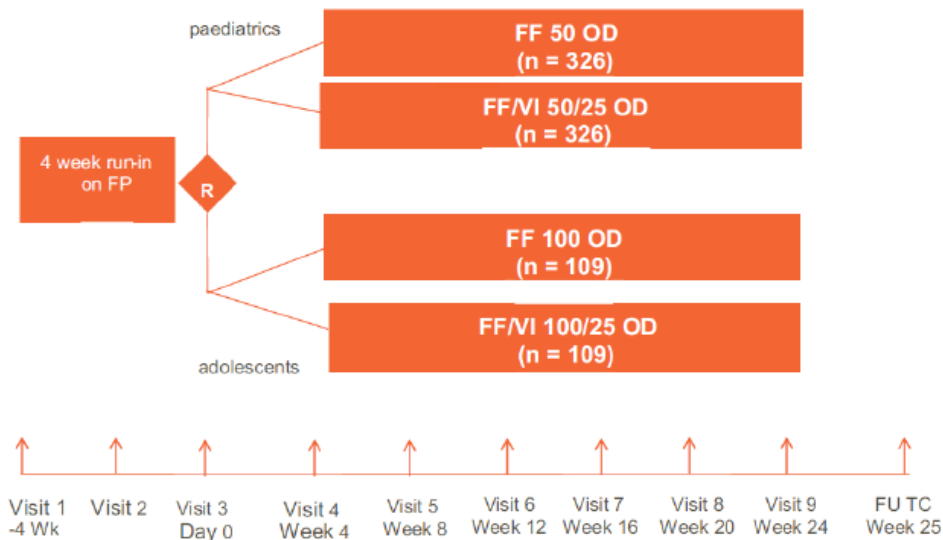 paediatrics
FF 50 OD
(n = 326)
FF/VI 50/25 OD
(n = 326)
4 week run-in
on FP
R
FF 100 OD
(n = 109)
FF/VI 100/25 OD
(n = 109)
adolescents
Visit 1
-4 Wk
Visit 2
Visit 3
Day 0
Visit 4
Week 4
Visit 5
Week 8
Visit 6
Week 12
Visit 7
Week 16
Visit 8
Week 20
Visit 9
Week 24
FU TC
Week 25